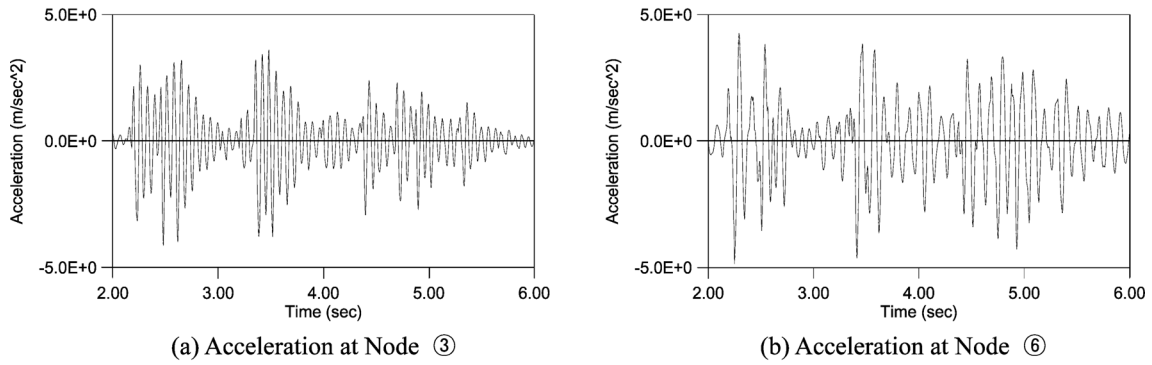 5.0E+0
0.0E+0
-5.0E+0
Acceleration (m/sec^2)
2.00 3.00 4.00 5.00 6.00
Time (sec)
(a) Acceleration at Node ③
5.0E+0
0.0E+0
-5.0E+0
Acceleration (m/sec^2)
2.00 3.00 4.00 5.00 6.00
Time (sec)
(b) Acceleration at Node ⑥